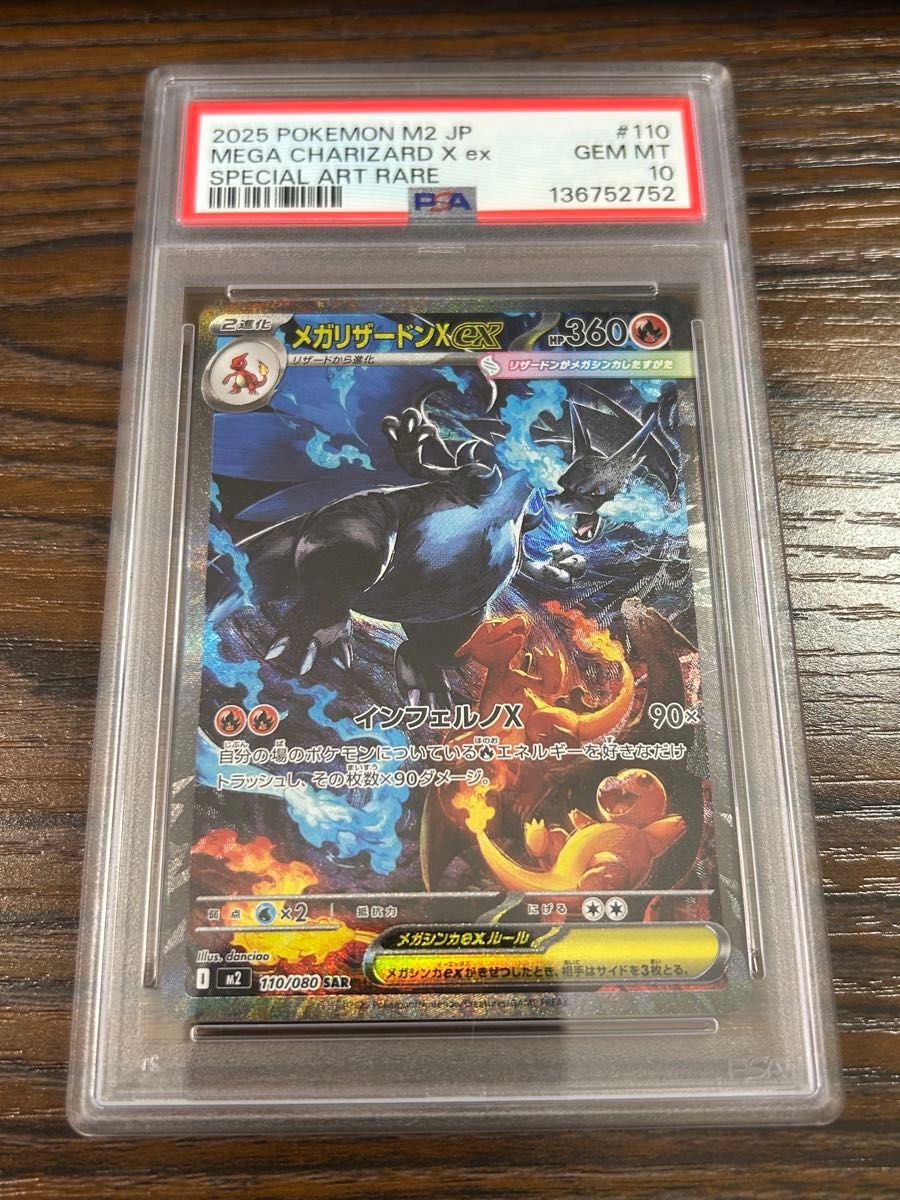 2025 POKEMON M2 JP #110
MEGA CHARIZARD X ex GEM MT
SPECIAL ART RARE 10
PSA 136752752
2進化 メガリザードンXex HP360
リザードから進化 リザードンがメガシンカしたすがた
インフェルノX 90×
自分の場のポケモンについているエネルギーを好きなだけ
トラッシュし、その枚数×90ダメージ。
弱点 ×2 抵抗力 にげる
メガシンカexルール
メガシンカexがきぜつしたとき、相手はサイドを3枚とる。
Illus. danciao
I m2 110/080 SAR
GAME FREAK
PSA